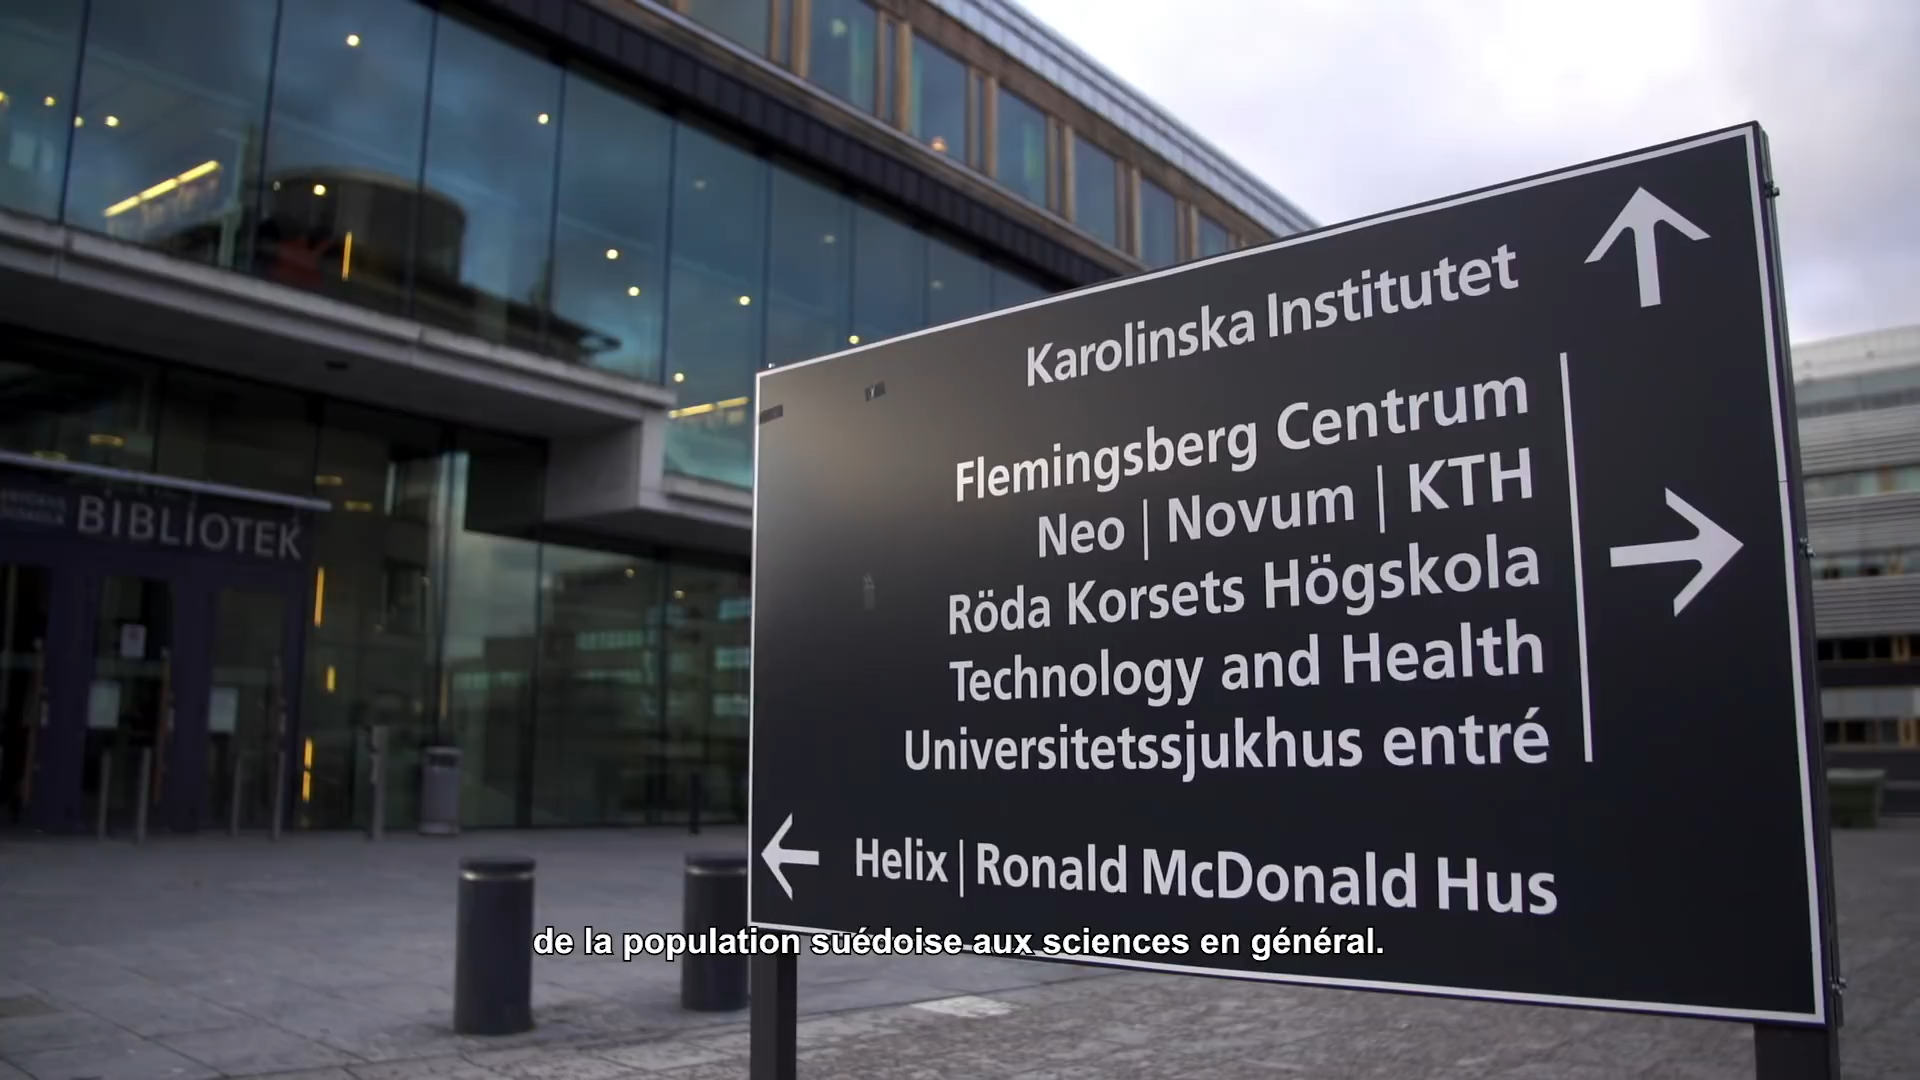 Karolinska Institutet
Flemingsberg Centrum
Neo | Novum | KTH
Röda Korsets Högskola
Technology and Health
Universitetssjukhus entré
Helix | Ronald McDonald Hus
BIBLIOTEK
de la population suédoise aux sciences en général.